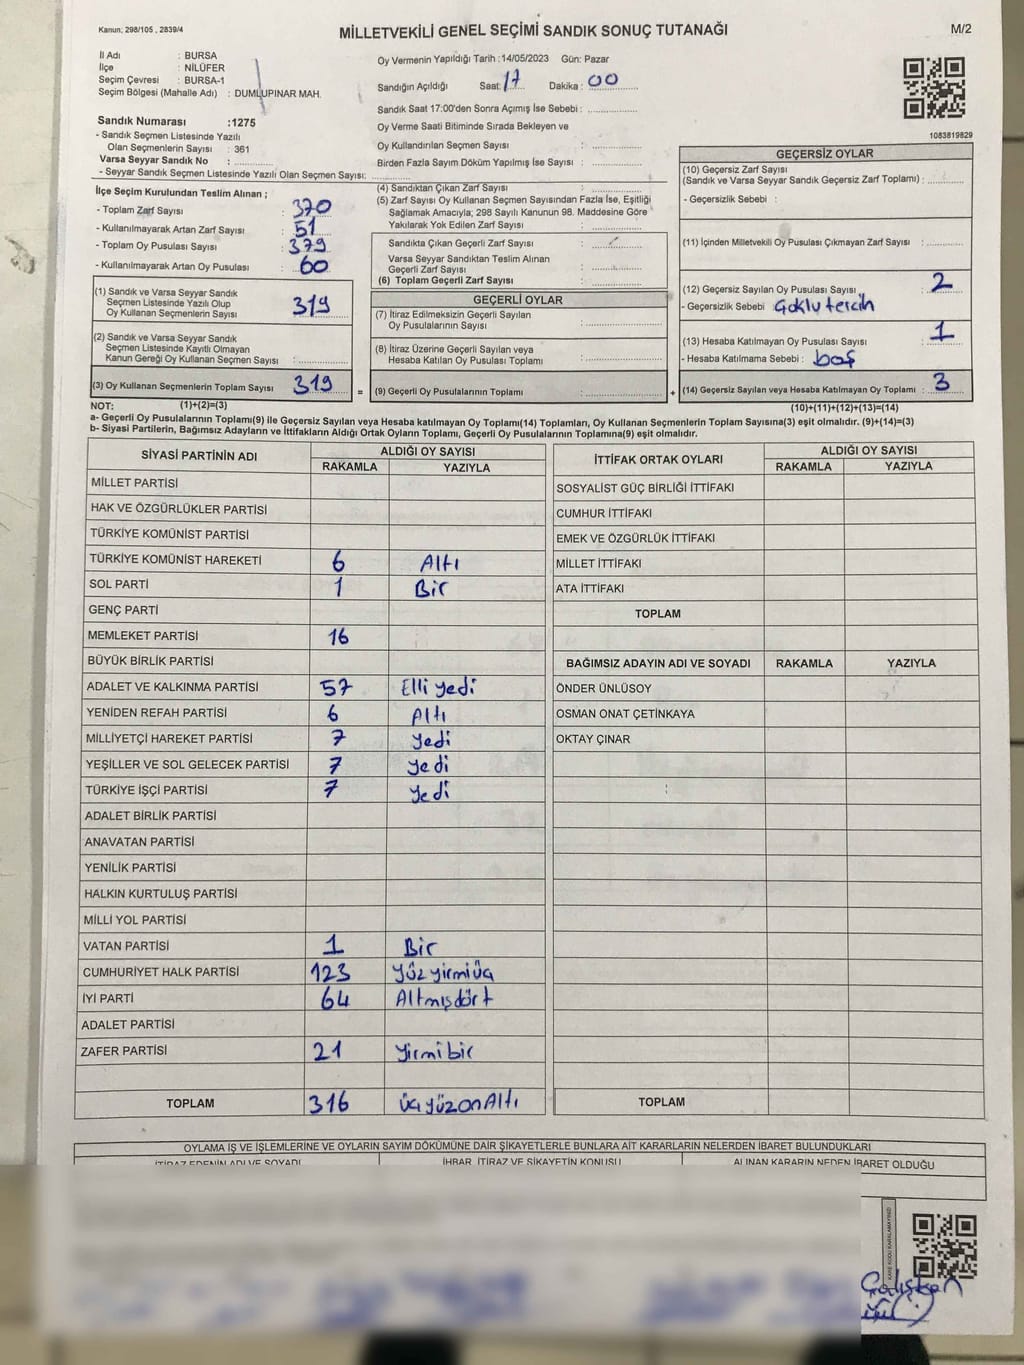 Kanun; 298/105 , 2839/4
MİLLETVEKİLİ GENEL SEÇİMİ SANDIK SONUÇ TUTANAĞI
M/2
İl Adı : BURSA
İlçe : NİLÜFER
Seçim Çevresi : BURSA-1
Seçim Bölgesi (Mahalle Adı) : DUMLUPINAR MAH.
Sandık Numarası :1275
- Sandık Seçmen Listesinde Yazılı
Olan Seçmenlerin Sayısı : 361
Varsa Seyyar Sandık No :
- Seyyar Sandık Seçmen Listesinde Yazılı Olan Seçmen Sayısı:
Oy Vermenin Yapıldığı Tarih :14/05/2023 Gün: Pazar
Sandığın Açıldığı Saat: 17 Dakika : 00
Sandık Saat 17:00'den Sonra Açımış İse Sebebi :
Oy Verme Saati Bitiminde Sırada Bekleyen ve
Oy Kullandırılan Seçmen Sayısı :
Birden Fazla Sayım Döküm Yapılmış İse Sayısı :
1083819829
İlçe Seçim Kurulundan Teslim Alınan ;
- Toplam Zarf Sayısı : 370
- Kullanılmayarak Artan Zarf Sayısı : 51
- Toplam Oy Pusulası Sayısı : 379
- Kullanılmayarak Artan Oy Pusulası : 60
(4) Sandıktan Çıkan Zarf Sayısı :
(5) Zarf Sayısı Oy Kullanan Seçmen Sayısından Fazla İse, Eşitliği
Sağlamak Amacıyla; 298 Sayılı Kanunun 98. Maddesine Göre
Yakılarak Yok Edilen Zarf Sayısı :
Sandıkta Çıkan Geçerli Zarf Sayısı :
Varsa Seyyar Sandıktan Teslim Alınan
Geçerli Zarf Sayısı :
(6) Toplam Geçerli Zarf Sayısı :
GEÇERSİZ OYLAR
(10) Geçersiz Zarf Sayısı
(Sandık ve Varsa Seyyar Sandık Geçersiz Zarf Toplamı) :
- Geçersizlik Sebebi :
(11) İçinden Milletvekili Oy Pusulası Çıkmayan Zarf Sayısı :
(12) Geçersiz Sayılan Oy Pusulası Sayısı : 2
- Geçersizlik Sebebi : Çoklu tercih
(13) Hesaba Katılmayan Oy Pusulası Sayısı : 1
- Hesaba Katılmama Sebebi : boş
(14) Geçersiz Sayılan veya Hesaba Katılmayan Oy Toplamı : 3
(10)+(11)+(12)+(13)=(14)
(1) Sandık ve Varsa Seyyar Sandık
Seçmen Listesinde Yazılı Olup
Oy Kullanan Seçmenlerin Sayısı : 319
(2) Sandık ve Varsa Seyyar Sandık
Seçmen Listesinde Kayıtlı Olmayan
Kanun Gereği Oy Kullanan Seçmen Sayısı :
(3) Oy Kullanan Seçmenlerin Toplam Sayısı : 319 =
GEÇERLİ OYLAR
(7) İtiraz Edilmeksizin Geçerli Sayılan
Oy Pusulalarının Sayısı :
(8) İtiraz Üzerine Geçerli Sayılan veya
Hesaba Katılan Oy Pusulası Toplamı :
(9) Geçerli Oy Pusulalarının Toplamı : +
NOT: (1)+(2)=(3)
a- Geçerli Oy Pusulalarının Toplamı(9) ile Geçersiz Sayılan veya Hesaba katılmayan Oy Toplamı(14) Toplamları, Oy Kullanan Seçmenlerin Toplam Sayısına(3) eşit olmalıdır. (9)+(14)=(3)
b- Siyasi Partilerin, Bağımsız Adayların ve İttifakların Aldığı Ortak Oyların Toplamı, Geçerli Oy Pusulalarının Toplamına(9) eşit olmalıdır.
SİYASİ PARTİNİN ADI ALDIĞI OY SAYISI
RAKAMLA YAZIYLA
MİLLET PARTİSİ
HAK VE ÖZGÜRLÜKLER PARTİSİ
TÜRKİYE KOMÜNİST PARTİSİ
TÜRKİYE KOMÜNİST HAREKETİ 6 Altı
SOL PARTİ 1 Bir
GENÇ PARTİ
MEMLEKET PARTİSİ 16
BÜYÜK BİRLİK PARTİSİ
ADALET VE KALKINMA PARTİSİ 57 Elli yedi
YENİDEN REFAH PARTİSİ 6 Altı
MİLLİYETÇİ HAREKET PARTİSİ 7 yedi
YEŞİLLER VE SOL GELECEK PARTİSİ 7 yedi
TÜRKİYE İŞÇİ PARTİSİ 7 yedi
ADALET BİRLİK PARTİSİ
ANAVATAN PARTİSİ
YENİLİK PARTİSİ
HALKIN KURTULUŞ PARTİSİ
MİLLİ YOL PARTİSİ
VATAN PARTİSİ 1 Bir
CUMHURİYET HALK PARTİSİ 123 yüz yirmi üç
İYİ PARTİ 64 Altmışdört
ADALET PARTİSİ
ZAFER PARTİSİ 21 yirmi bir
TOPLAM 316 üçyüzonAltı
İTTİFAK ORTAK OYLARI ALDIĞI OY SAYISI
RAKAMLA YAZIYLA
SOSYALİST GÜÇ BİRLİĞİ İTTİFAKI
CUMHUR İTTİFAKI
EMEK VE ÖZGÜRLÜK İTTİFAKI
MİLLET İTTİFAKI
ATA İTTİFAKI
TOPLAM
BAĞIMSIZ ADAYIN ADI VE SOYADI RAKAMLA YAZIYLA
ÖNDER ÜNLÜSOY
OSMAN ONAT ÇETİNKAYA
OKTAY ÇINAR
TOPLAM
OYLAMA İŞ VE İŞLEMLERİNE VE OYLARIN SAYIM DÖKÜMÜNE DAİR ŞİKAYETLERLE BUNLARA AİT KARARLARIN NELERDEN İBARET BULUNDUKLARI
İTİRAZ EDENİN ADI VE SOYADI İHBAR, İTİRAZ VE ŞİKAYETİN KONUSU ALINAN KARARIN NEDEN İBARET OLDUĞU
KARE KODU KARALAMAYINIZ!
Çalışkan